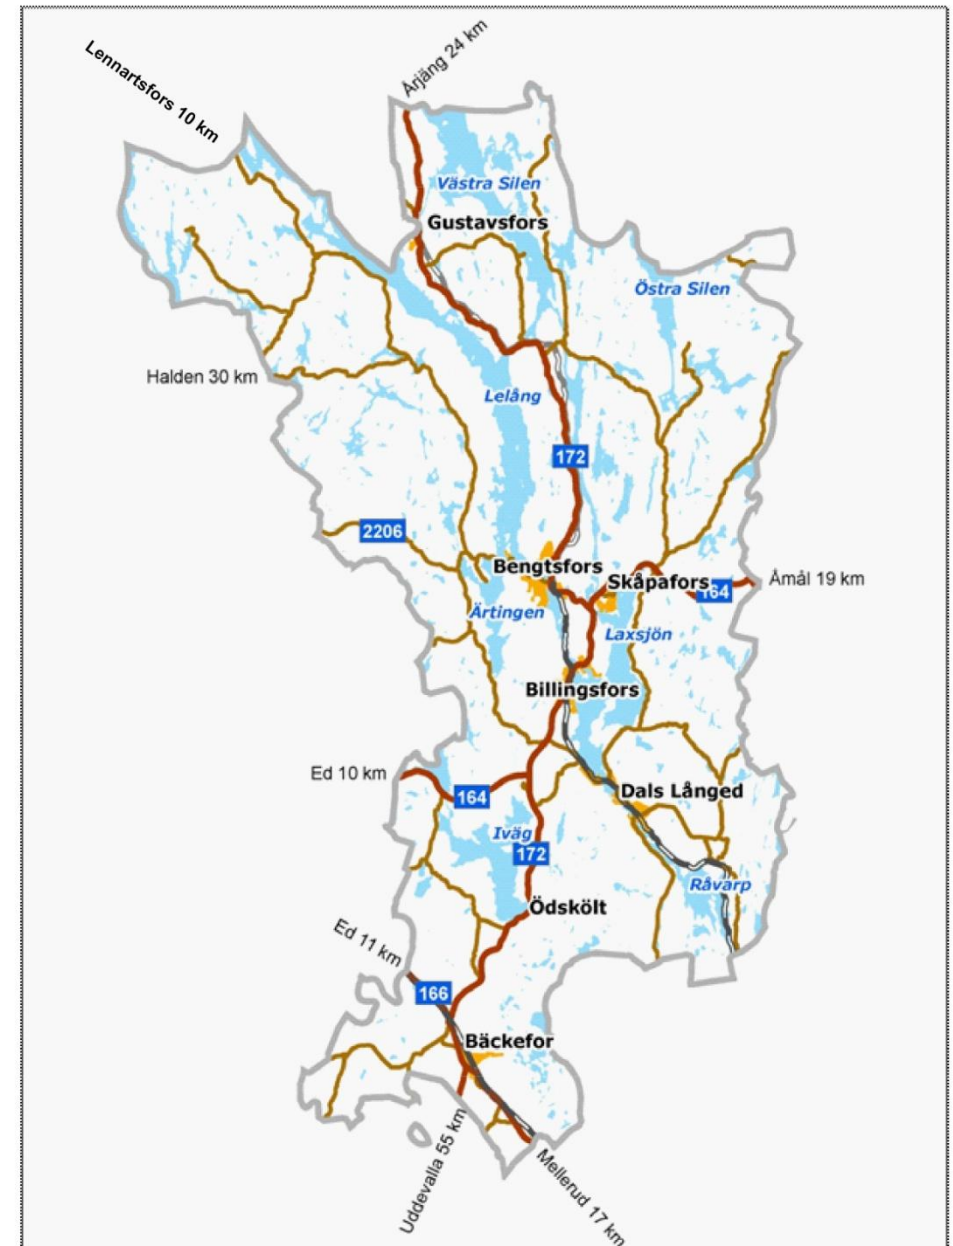 Årjäng 24 km
Lennartsfors 10 km
Västra Silen
Gustavsfors
Östra Silen
Halden 30 km
Lelång
172
2206
Bengtsfors
Skåpafors
164
Åmål 19 km
Ärtingen
Laxsjön
Billingsfors
Ed 10 km
164
Dals Långed
Iväg
172
Råvarp
Ödskölt
Ed 11 km
166
Bäckefor
Uddevalla 55 km
Mellerud 17 km